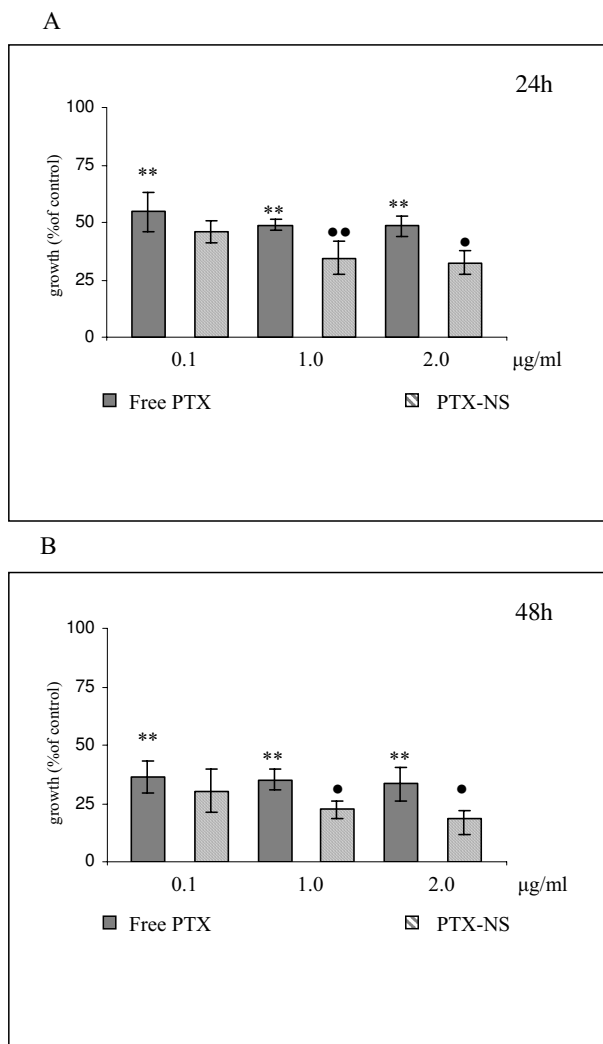 A
24h
100
75
50
25
0
growth (%of control)
**
**
**
●●
●
0.1 1.0 2.0 μg/ml
Free PTX PTX-NS
B
48h
100
75
50
25
0
growth (%of control)
**
**
**
●
●
0.1 1.0 2.0 μg/ml
Free PTX PTX-NS